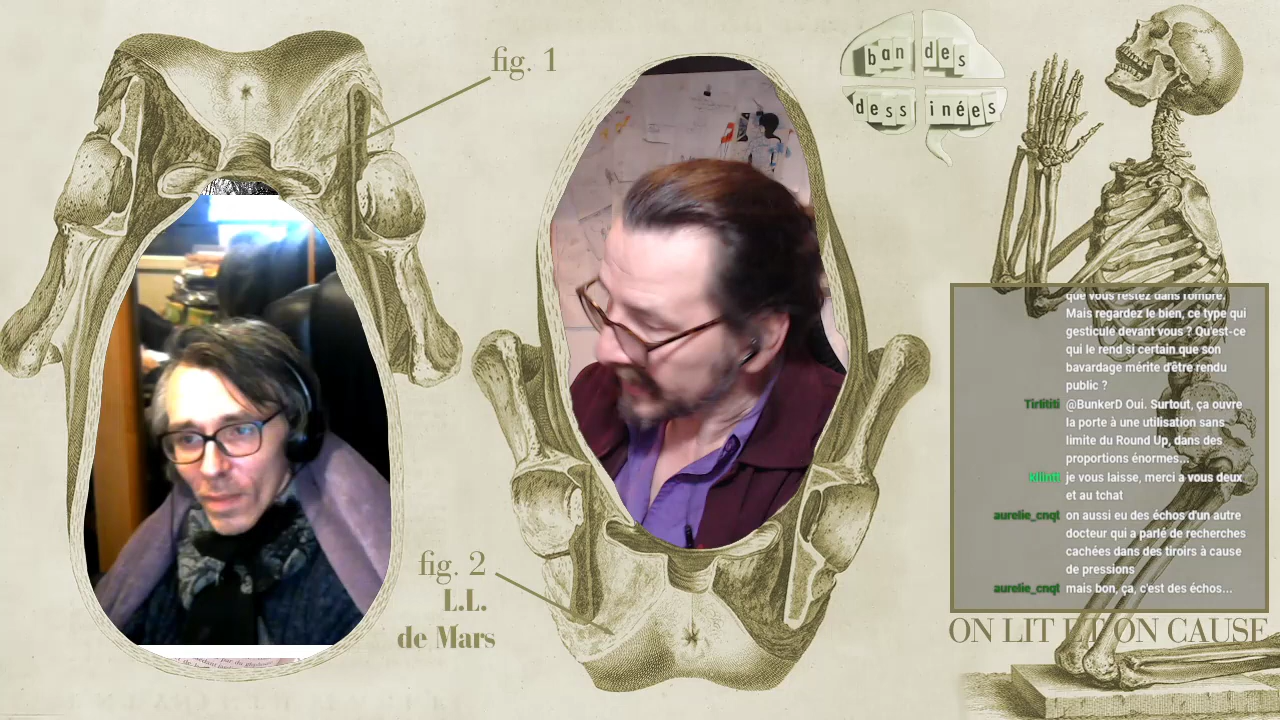 fig. 1
bandes
dessinées
que vous restez dans l'ombre.
Mais regardez le bien, ce type qui
gesticule devant vous ? Qu'est-ce
qui le rend si certain que son
bavardage mérite d'être rendu
public ?
Tirlititi @BunkerD Oui. Surtout, ça ouvre
la porte à une utilisation sans
limite du Round Up, dans des
proportions énormes...
je vous laisse, merci à vous deux
et au tchat
aurelie_cnqt on aussi eu des échos d'un autre
docteur qui a parlé de recherches
cachées dans des tiroirs à cause
de pressions
aurelie_cnqt mais bon, ça, c'est des échos...
fig. 2
L.L.
de Mars
ON LIT ET ON CAUSE